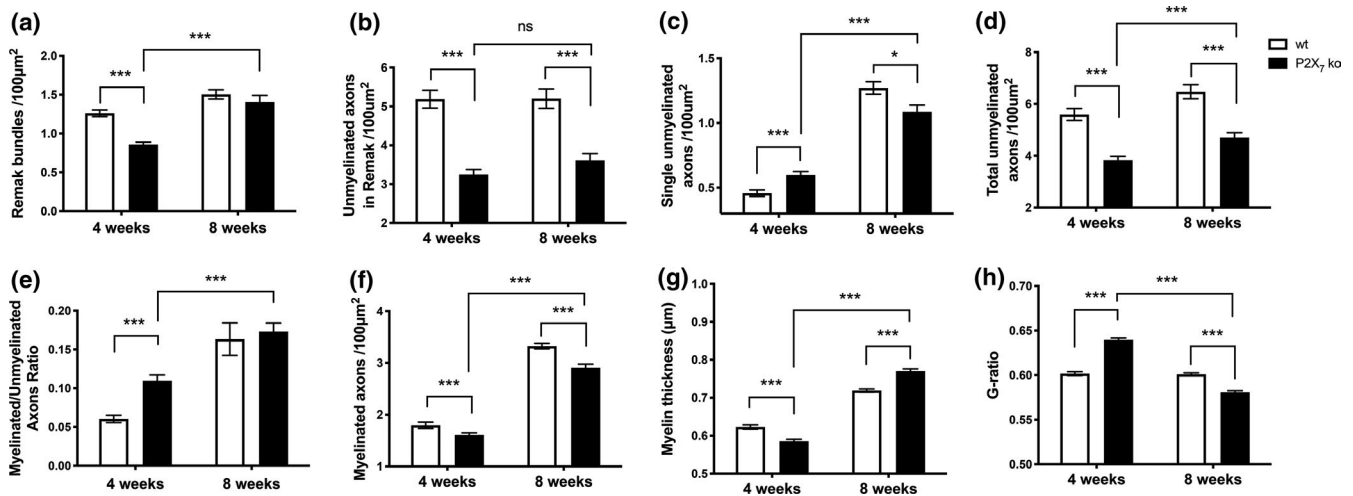 (a)
Remak bundles /100µm²
2.0
1.5
1.0
0.5
0.0
***
***
4 weeks
8 weeks
(b)
Unmyelinated axons
in Remak /100um²
6
5
4
3
2
ns
***
***
4 weeks
8 weeks
(c)
Single unmyelinated
axons /100um²
1.5
1.0
0.5
***
***
*
4 weeks
8 weeks
(d)
Total unmyelinated
axons /100um²
8
6
4
2
***
***
***
4 weeks
8 weeks
wt
P2X₇ ko
(e)
Myelinated/Unmyelinated
Axons Ratio
0.20
0.15
0.10
0.05
0.00
***
***
4 weeks
8 weeks
(f)
Myelinated axons /100µm²
4
3
2
1
***
***
***
4 weeks
8 weeks
(g)
Myelin thickness (µm)
1.0
0.9
0.8
0.7
0.6
0.5
***
***
***
4 weeks
8 weeks
(h)
G-ratio
0.70
0.65
0.60
0.55
0.50
***
***
***
4 weeks
8 weeks